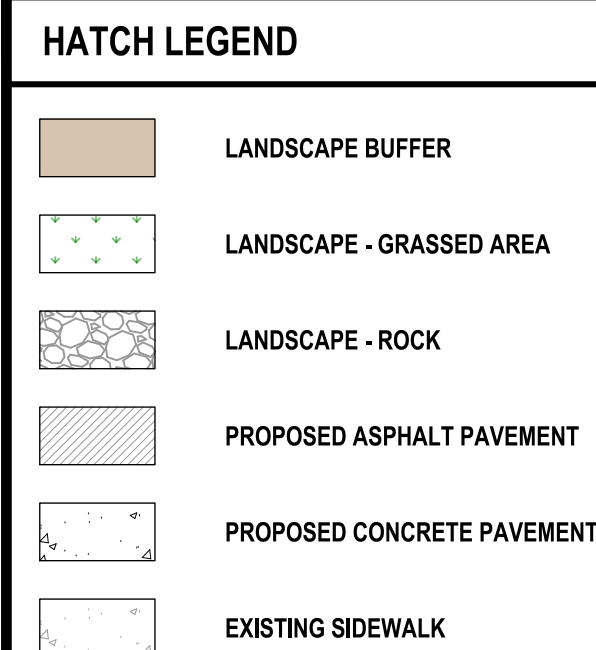 HATCH LEGEND
LANDSCAPE BUFFER
LANDSCAPE - GRASSED AREA
LANDSCAPE - ROCK
PROPOSED ASPHALT PAVEMENT
PROPOSED CONCRETE PAVEMENT
EXISTING SIDEWALK